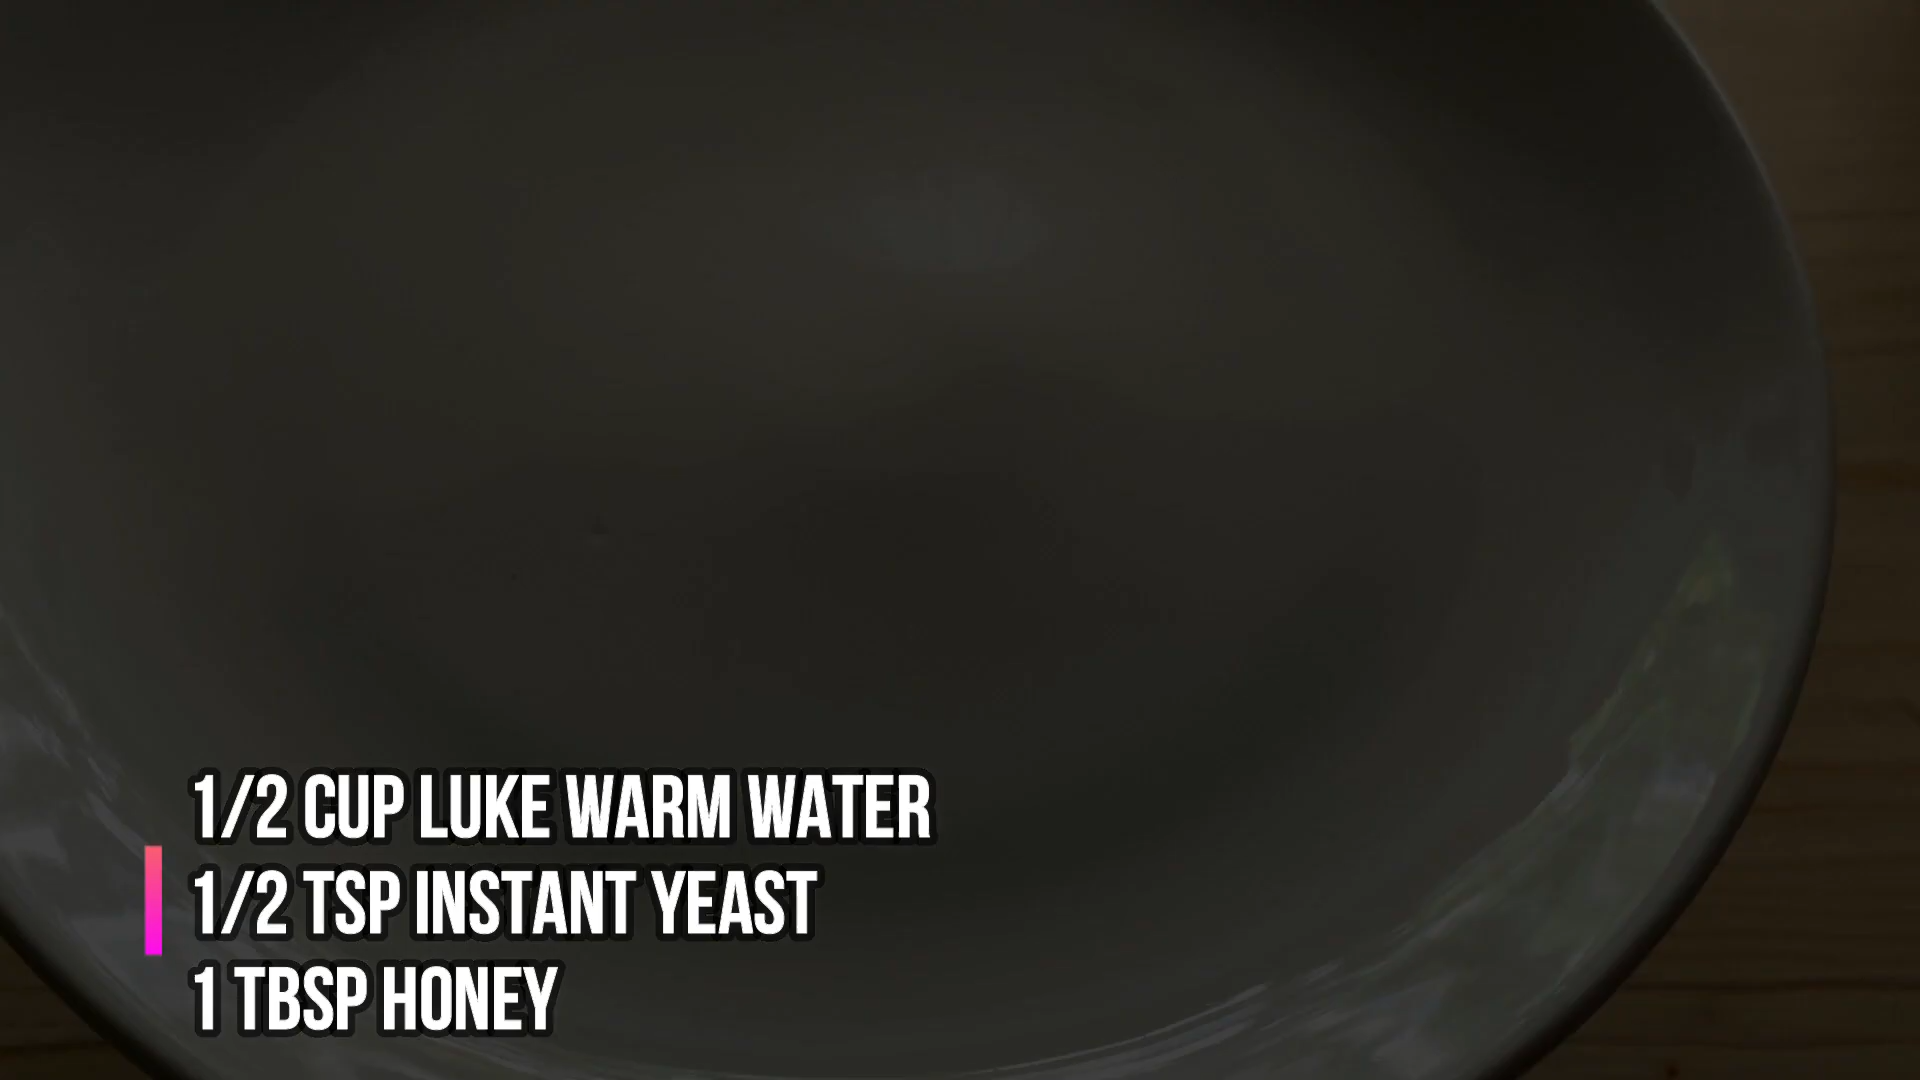 1/2 CUP LUKE WARM WATER
1/2 TSP INSTANT YEAST
1 TBSP HONEY